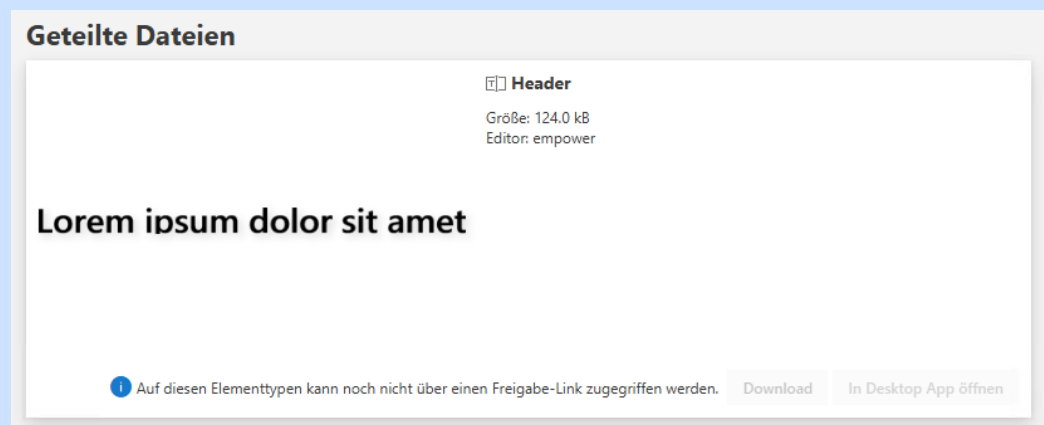 Geteilte Dateien
Header
Größe: 124.0 kB
Editor: empower
Lorem ipsum dolor sit amet
Auf diesen Elementtypen kann noch nicht über einen Freigabe-Link zugegriffen werden. Download In Desktop App öffnen